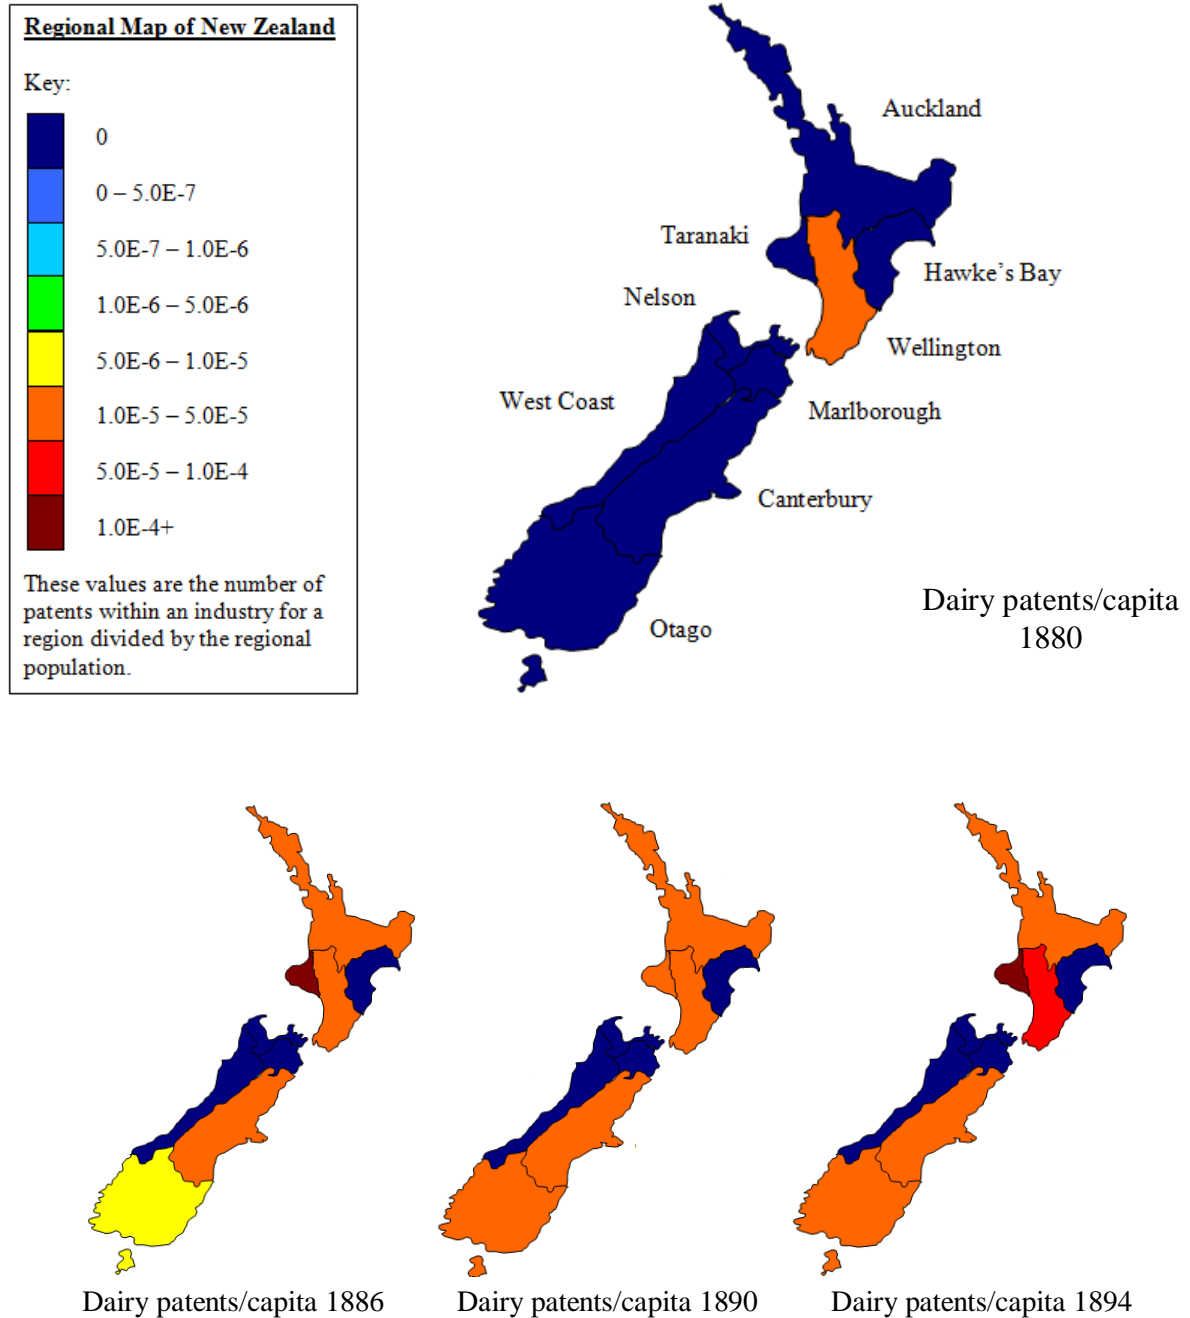 Regional Map of New Zealand
Key:
0
0 – 5.0E-7
5.0E-7 – 1.0E-6
1.0E-6 – 5.0E-6
5.0E-6 – 1.0E-5
1.0E-5 – 5.0E-5
5.0E-5 – 1.0E-4
1.0E-4+
These values are the number of
patents within an industry for a
region divided by the regional
population.
Auckland
Taranaki
Hawke’s Bay
Nelson
Wellington
West Coast
Marlborough
Canterbury
Otago
Dairy patents/capita
1880
Dairy patents/capita 1886
Dairy patents/capita 1890
Dairy patents/capita 1894